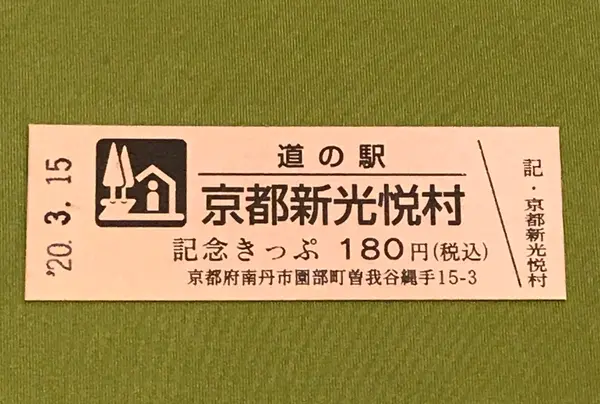 '20. 3. 15
道の駅
京都新光悦村
記念きっぷ 180円(税込)
京都府南丹市園部町曽我谷縄手15-3
記・京都新光悦村